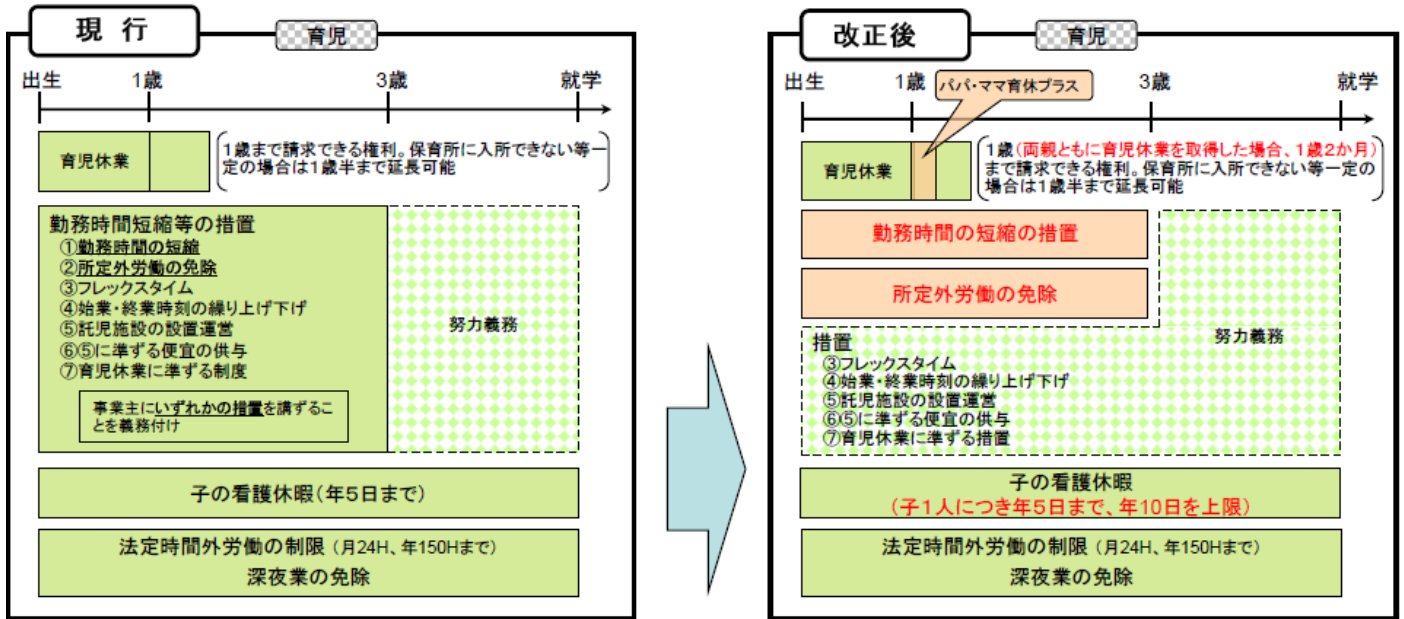 現 行
育児
出生 1歳 3歳 就学
育児休業
1歳まで請求できる権利。保育所に入所できない等一
定の場合は1歳半まで延長可能
勤務時間短縮等の措置
①勤務時間の短縮
②所定外労働の免除
③フレックスタイム
④始業・終業時刻の繰り上げ下げ
⑤託児施設の設置運営
⑥⑤に準ずる便宜の供与
⑦育児休業に準ずる制度
事業主にいずれかの措置を講ずるこ
とを義務付け
努力義務
子の看護休暇(年5日まで)
法定時間外労働の制限(月24H、年150Hまで)
深夜業の免除
改正後
育児
出生 1歳 3歳 就学
パパ・ママ育休プラス
育児休業
1歳(両親ともに育児休業を取得した場合、1歳2か月)
まで請求できる権利。保育所に入所できない等一定の
場合は1歳半まで延長可能
勤務時間の短縮の措置
所定外労働の免除
努力義務
措置
③フレックスタイム
④始業・終業時刻の繰り上げ下げ
⑤託児施設の設置運営
⑥⑤に準ずる便宜の供与
⑦育児休業に準ずる措置
子の看護休暇
(子1人につき年5日まで、年10日を上限)
法定時間外労働の制限(月24H、年150Hまで)
深夜業の免除